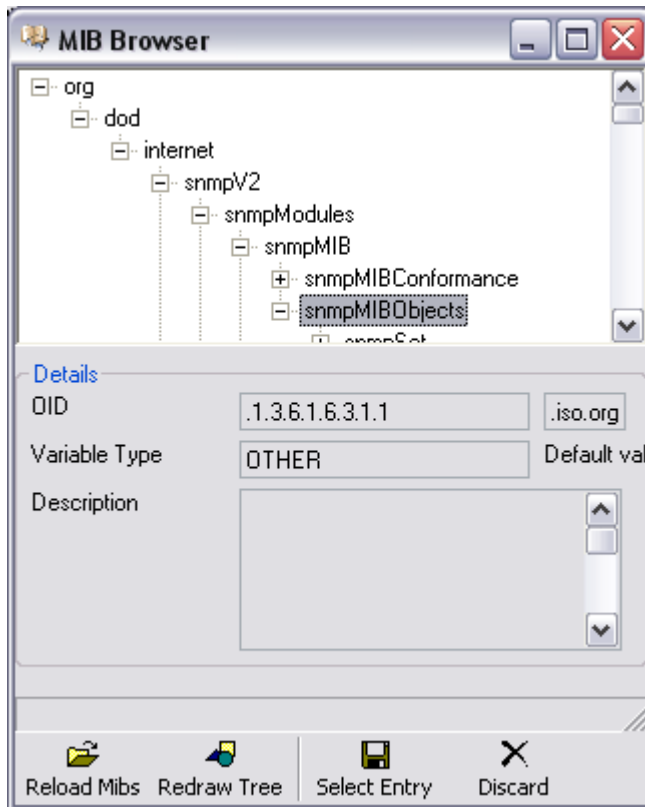 MIB Browser
org
dod
internet
snmpV2
snmpModules
snmpMIB
snmpMIBConformance
snmpMIBObjects
snmpSet
Details
OID .1.3.6.1.6.3.1.1 .iso.org
Variable Type OTHER Default val
Description
Reload Mibs Redraw Tree Select Entry Discard